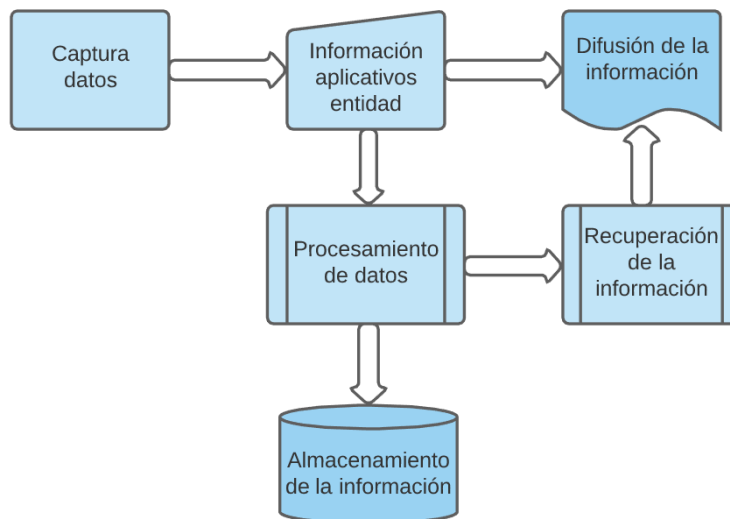 Captura
datos
Información
aplicativos
entidad
Difusión de la
información
Procesamiento
de datos
Recuperación
de la
información
Almacenamiento
de la información